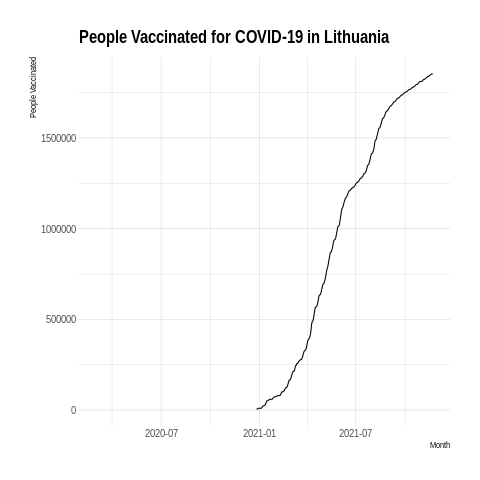 People Vaccinated for COVID-19 in Lithuania
People Vaccinated
1500000
1000000
500000
0
2020-07
2021-01
2021-07
Month